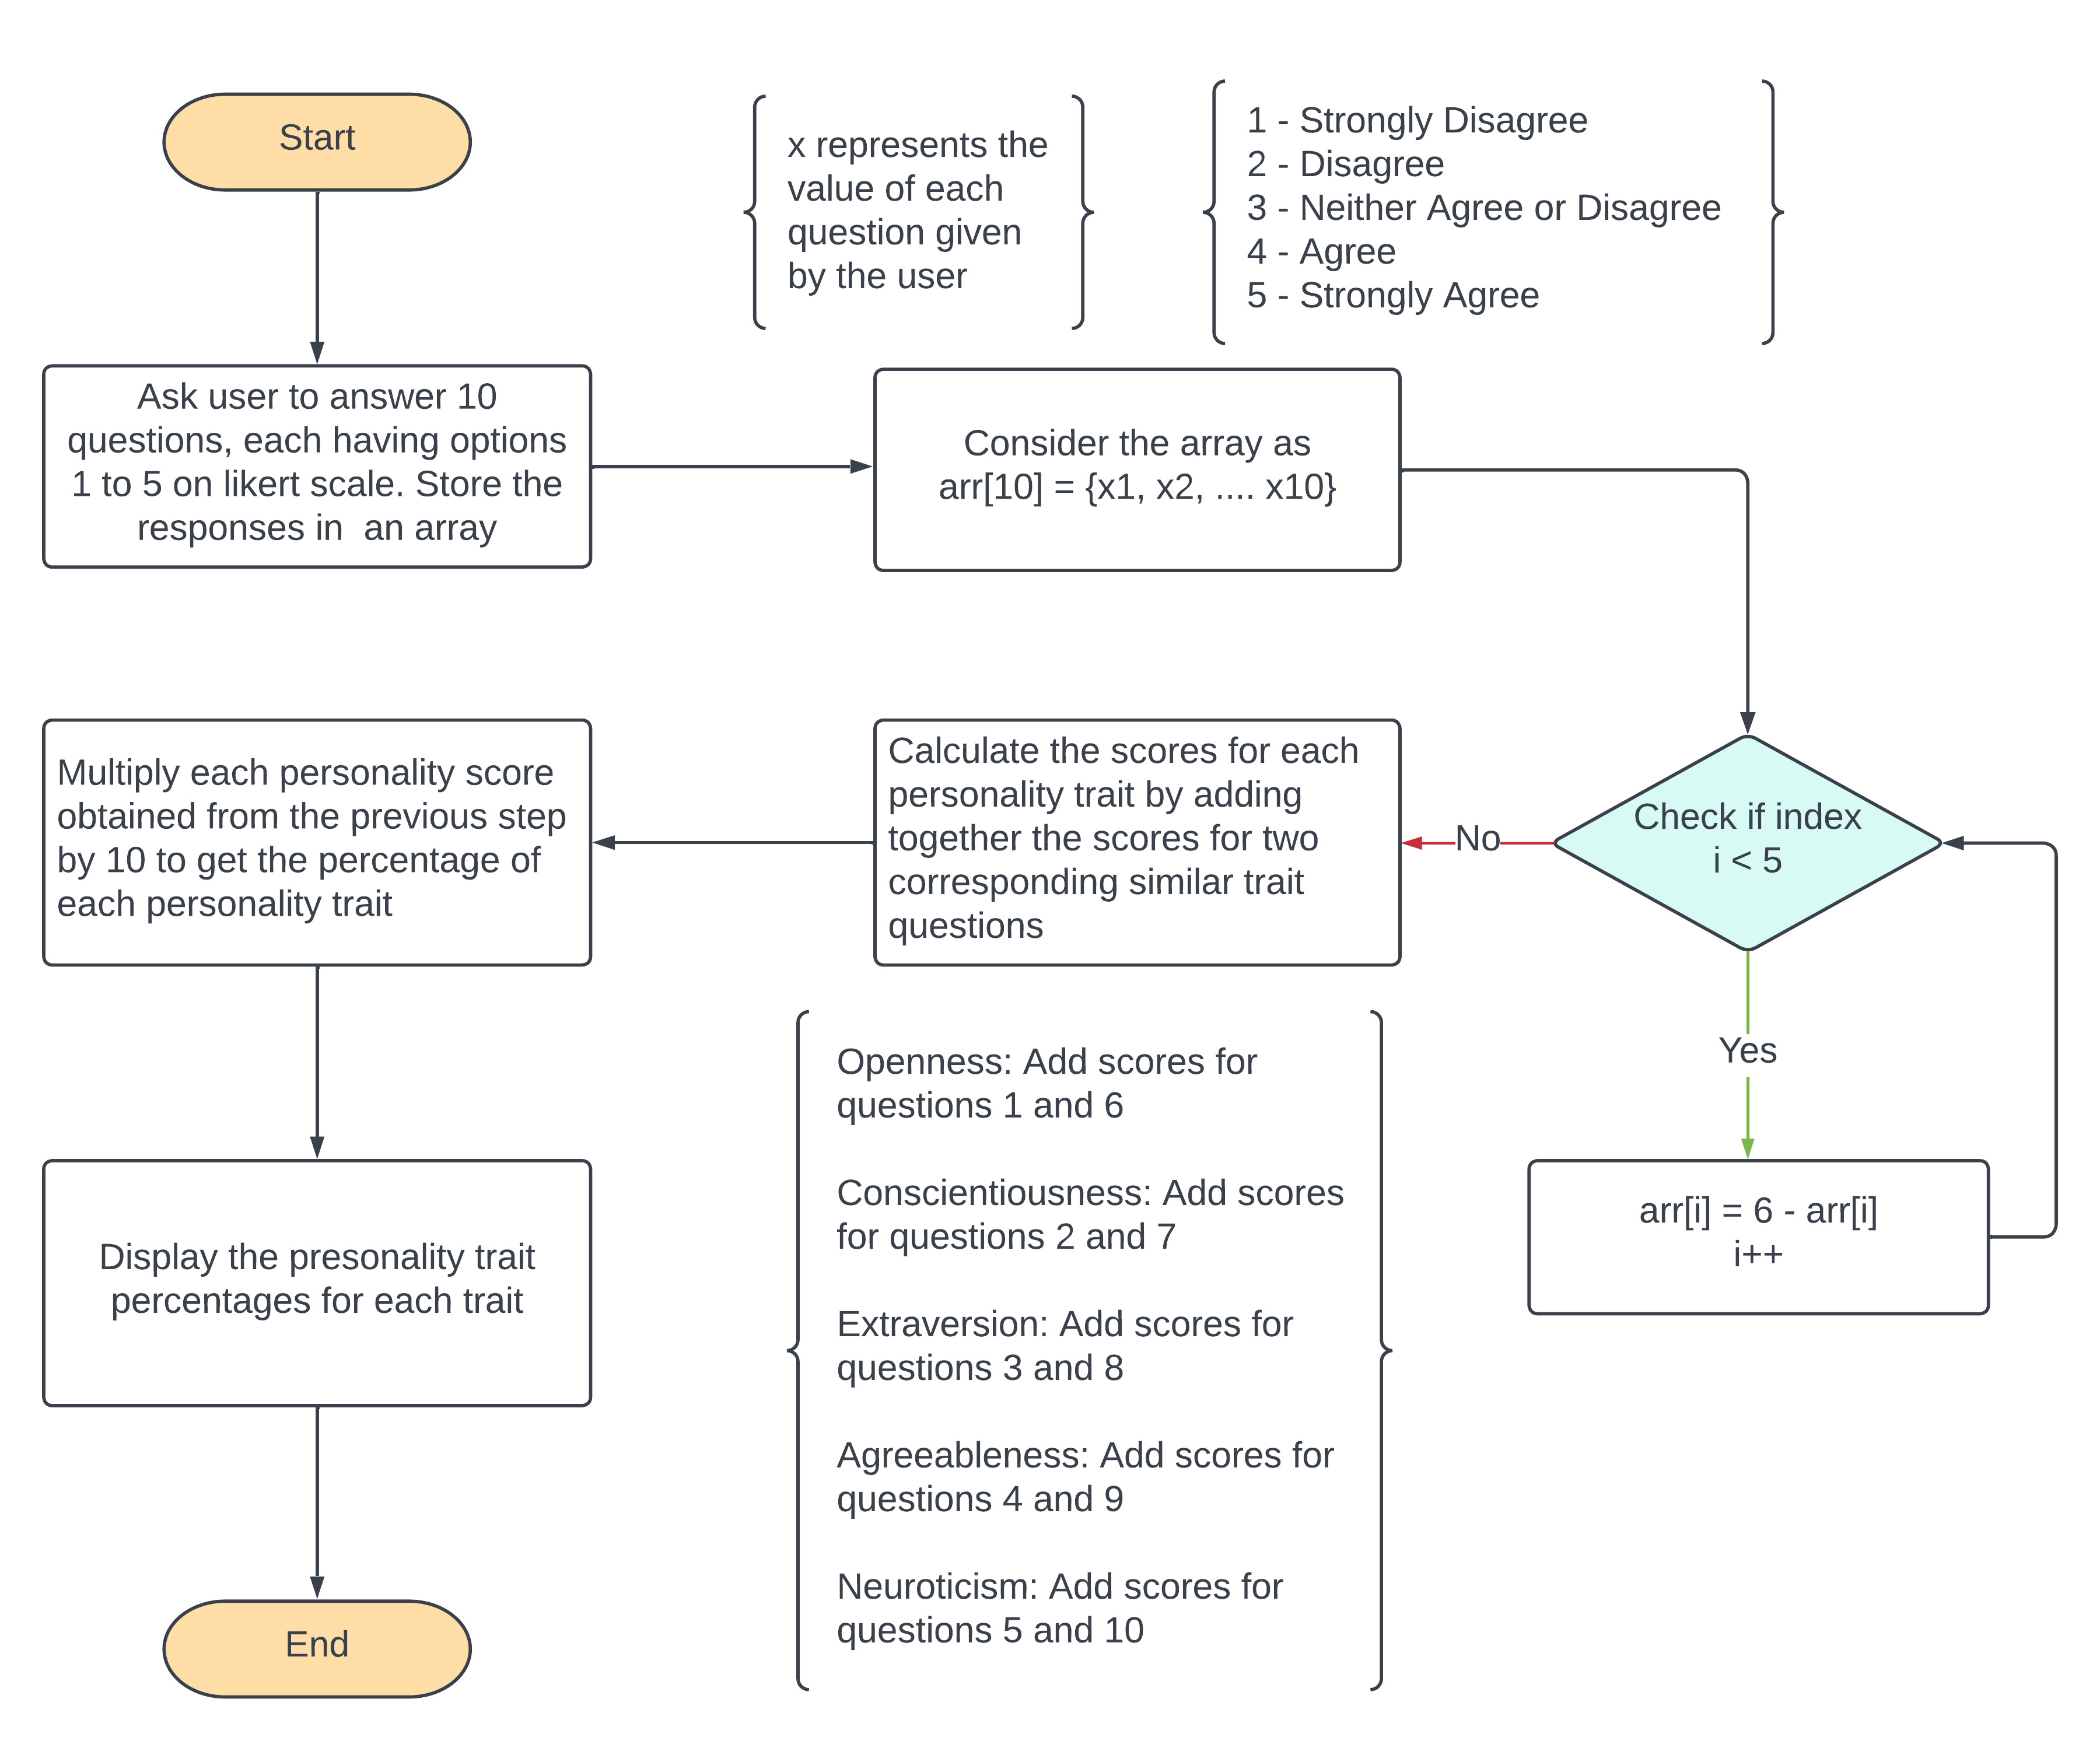 Start
x represents the
value of each
question given
by the user
1 - Strongly Disagree
2 - Disagree
3 - Neither Agree or Disagree
4 - Agree
5 - Strongly Agree
Ask user to answer 10
questions, each having options
1 to 5 on likert scale. Store the
responses in  an array
Consider the array as
arr[10] = {x1, x2, .... x10}
Check if index
i < 5
No
Yes
arr[i] = 6 - arr[i]
i++
Calculate the scores for each
personality trait by adding
together the scores for two
corresponding similar trait
questions
Openness: Add scores for
questions 1 and 6
Conscientiousness: Add scores
for questions 2 and 7
Extraversion: Add scores for
questions 3 and 8
Agreeableness: Add scores for
questions 4 and 9
Neuroticism: Add scores for
questions 5 and 10
Multiply each personality score
obtained from the previous step
by 10 to get the percentage of
each personality trait
Display the presonality trait
percentages for each trait
End